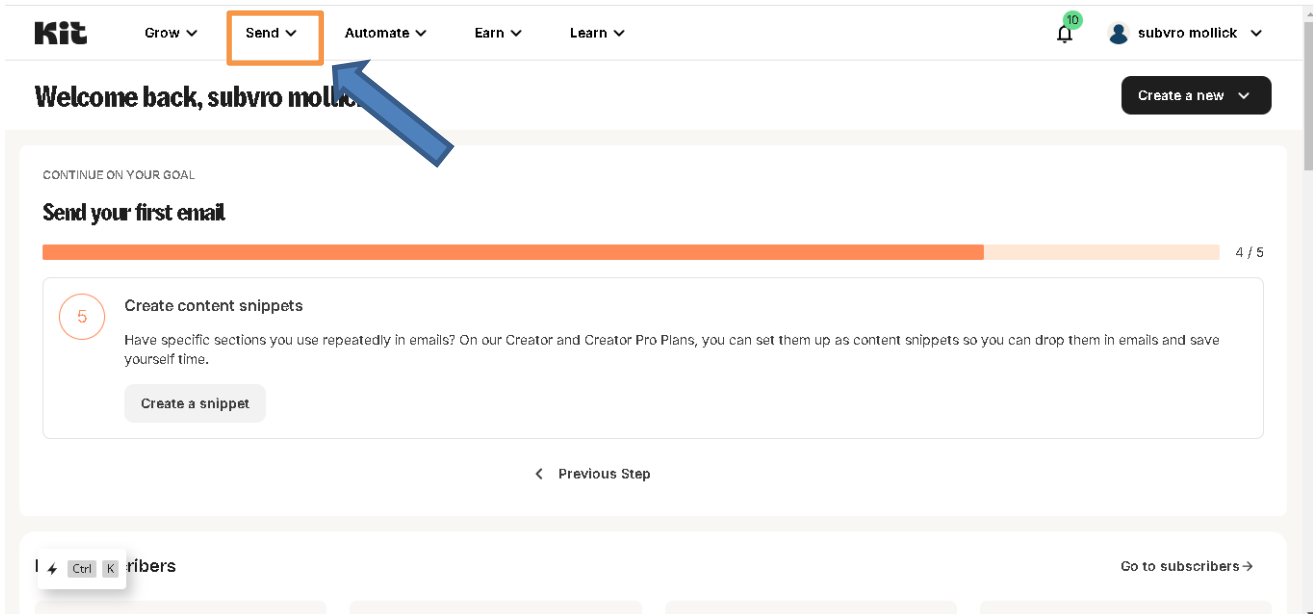 Kit Grow Send Automate Earn Learn 10 subvro mollick
Welcome back, subvro
Create a new
CONTINUE ON YOUR GOAL
Send your first email
4 / 5
5
Create content snippets
Have specific sections you use repeatedly in emails? On our Creator and Creator Pro Plans, you can set them up as content snippets so you can drop them in emails and save
yourself time.
Create a snippet
Previous Step
Ctrl K
Go to subscribers